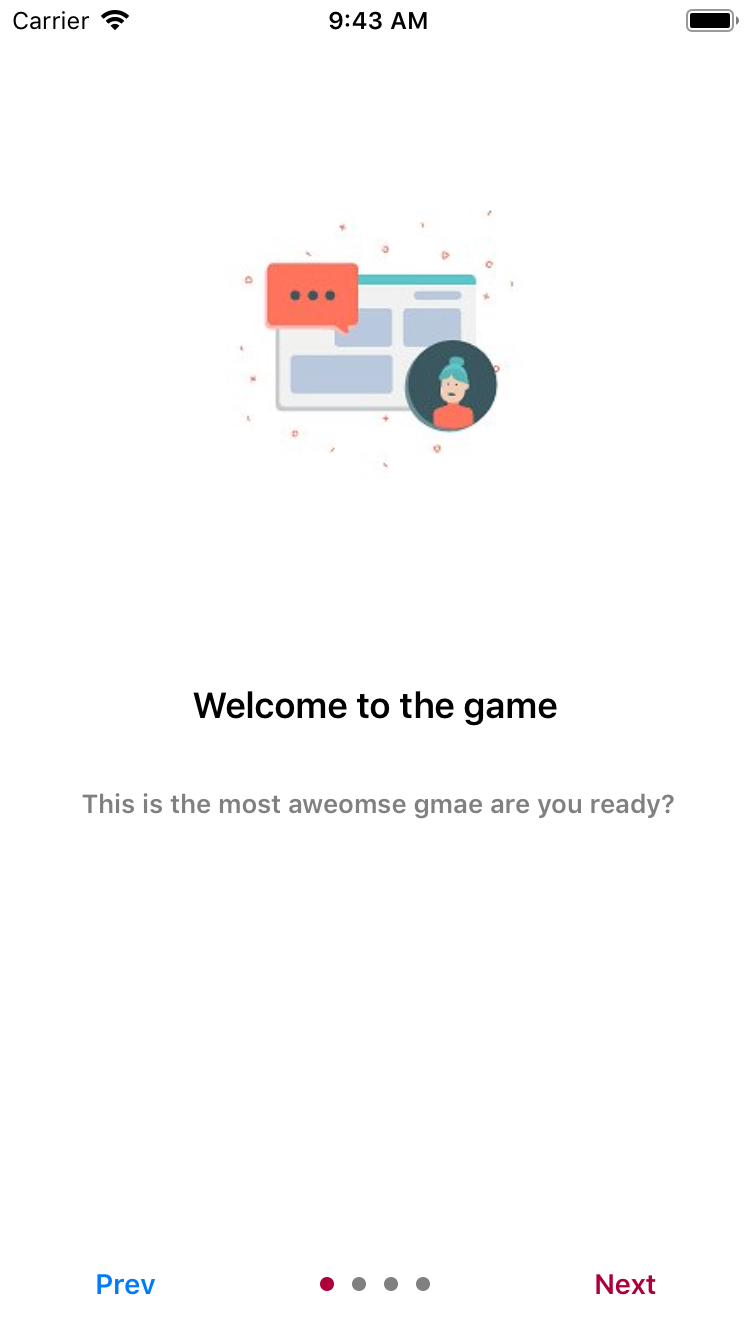 Carrier 9:43 AM
Welcome to the game
This is the most aweomse gmae are you ready?
Prev Next